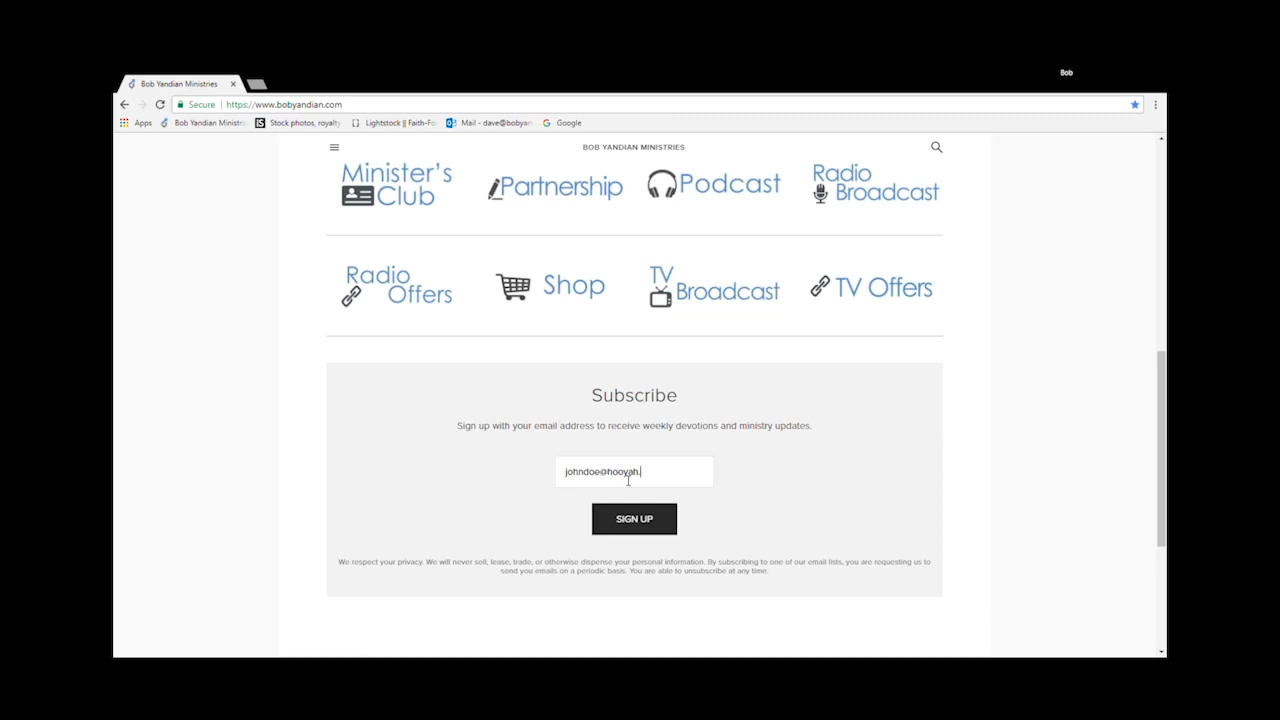 Bob
Bob Yandian Ministries
Secure https://www.bobyandian.com
Apps Bob Yandian Ministri Stock photos, royalty Lightstock || Faith-Fo Mail - dave@bobyan Google
BOB YANDIAN MINISTRIES
Minister's Club
Partnership
Podcast
Radio Broadcast
Radio Offers
Shop
TV Broadcast
TV Offers
Subscribe
Sign up with your email address to receive weekly devotions and ministry updates.
johndoe@hooyah.
SIGN UP
We respect your privacy. We will never sell, lease, trade, or otherwise dispense your personal information. By subscribing to one of our email lists, you are requesting us to
send you emails on a periodic basis. You are able to unsubscribe at any time.